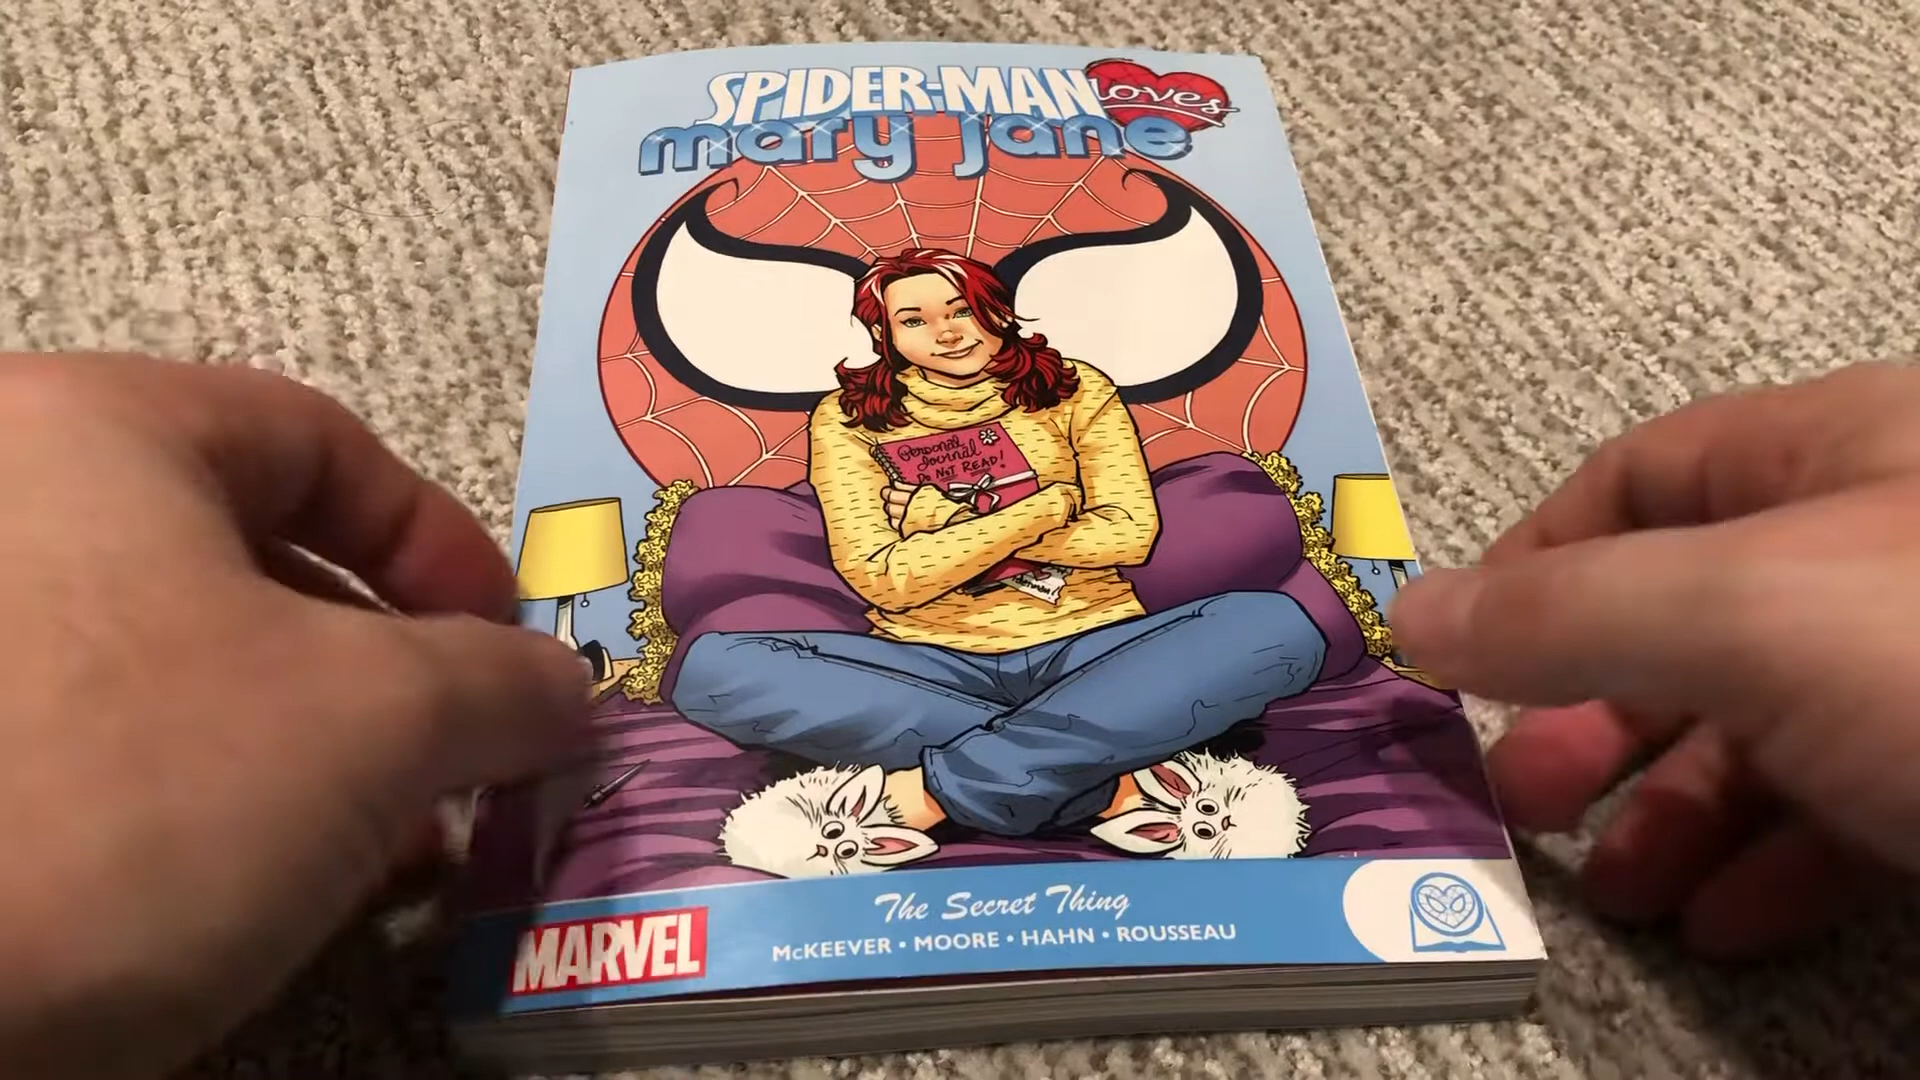 SPIDER-MAN loves
mary jane
Personal
Journal
Do NOT READ!
The Secret Thing
McKEEVER • MOORE • HAHN • ROUSSEAU
MARVEL